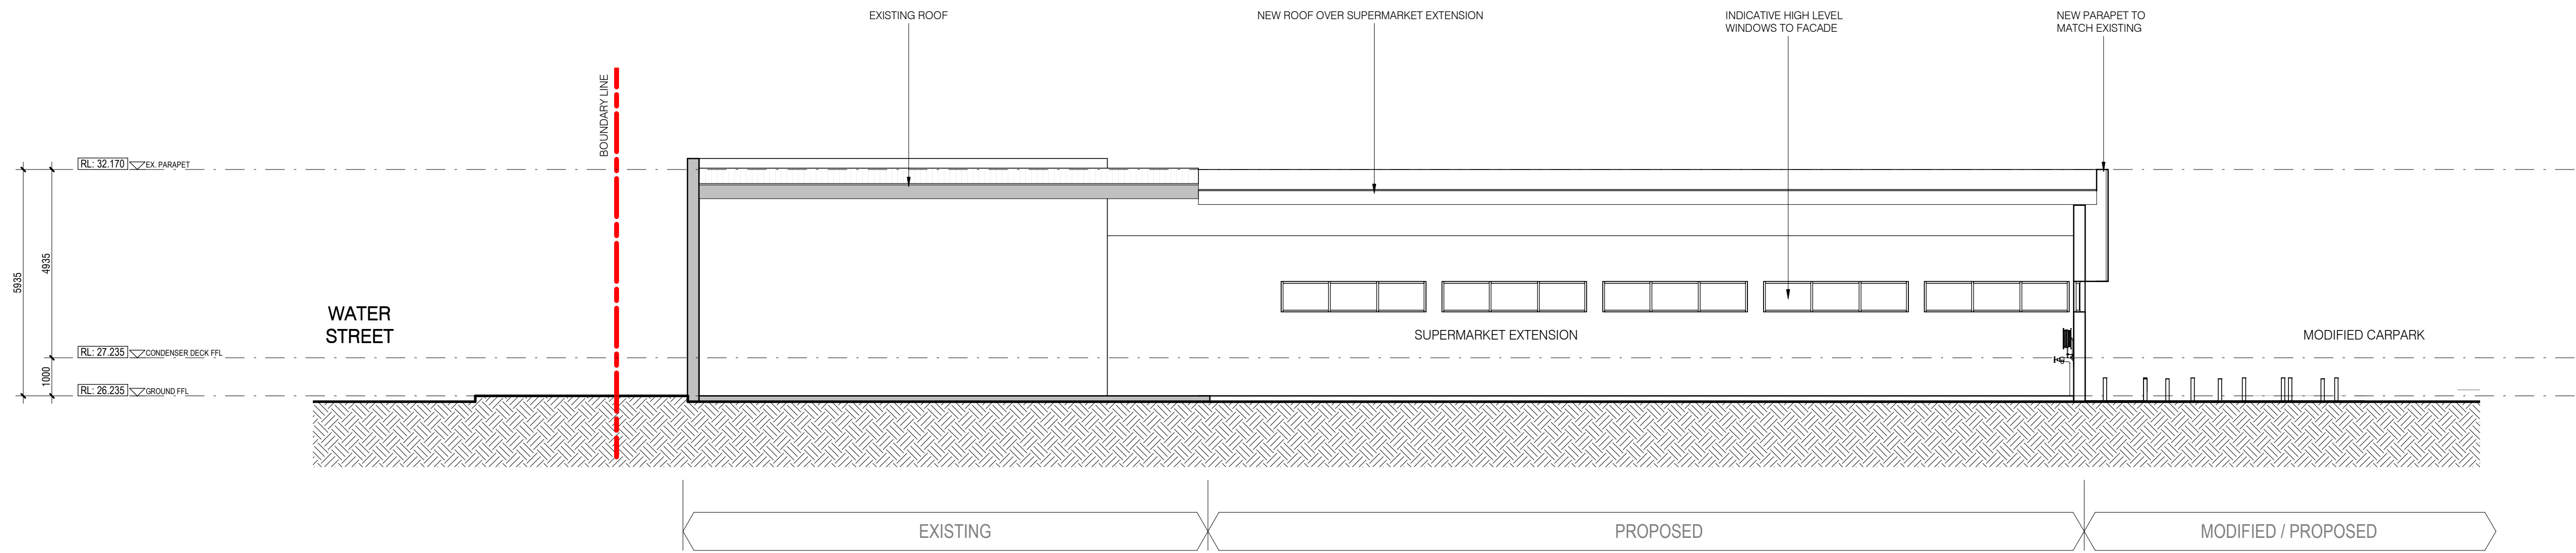 EXISTING ROOF
NEW ROOF OVER SUPERMARKET EXTENSION
INDICATIVE HIGH LEVEL
WINDOWS TO FACADE
NEW PARAPET TO
MATCH EXISTING
BOUNDARY LINE
RL: 32.170 EX. PARAPET
5935
4935
WATER
STREET
SUPERMARKET EXTENSION
MODIFIED CARPARK
RL: 27.235 CONDENSER DECK FFL
1000
RL: 26.235 GROUND FFL
EXISTING
PROPOSED
MODIFIED / PROPOSED